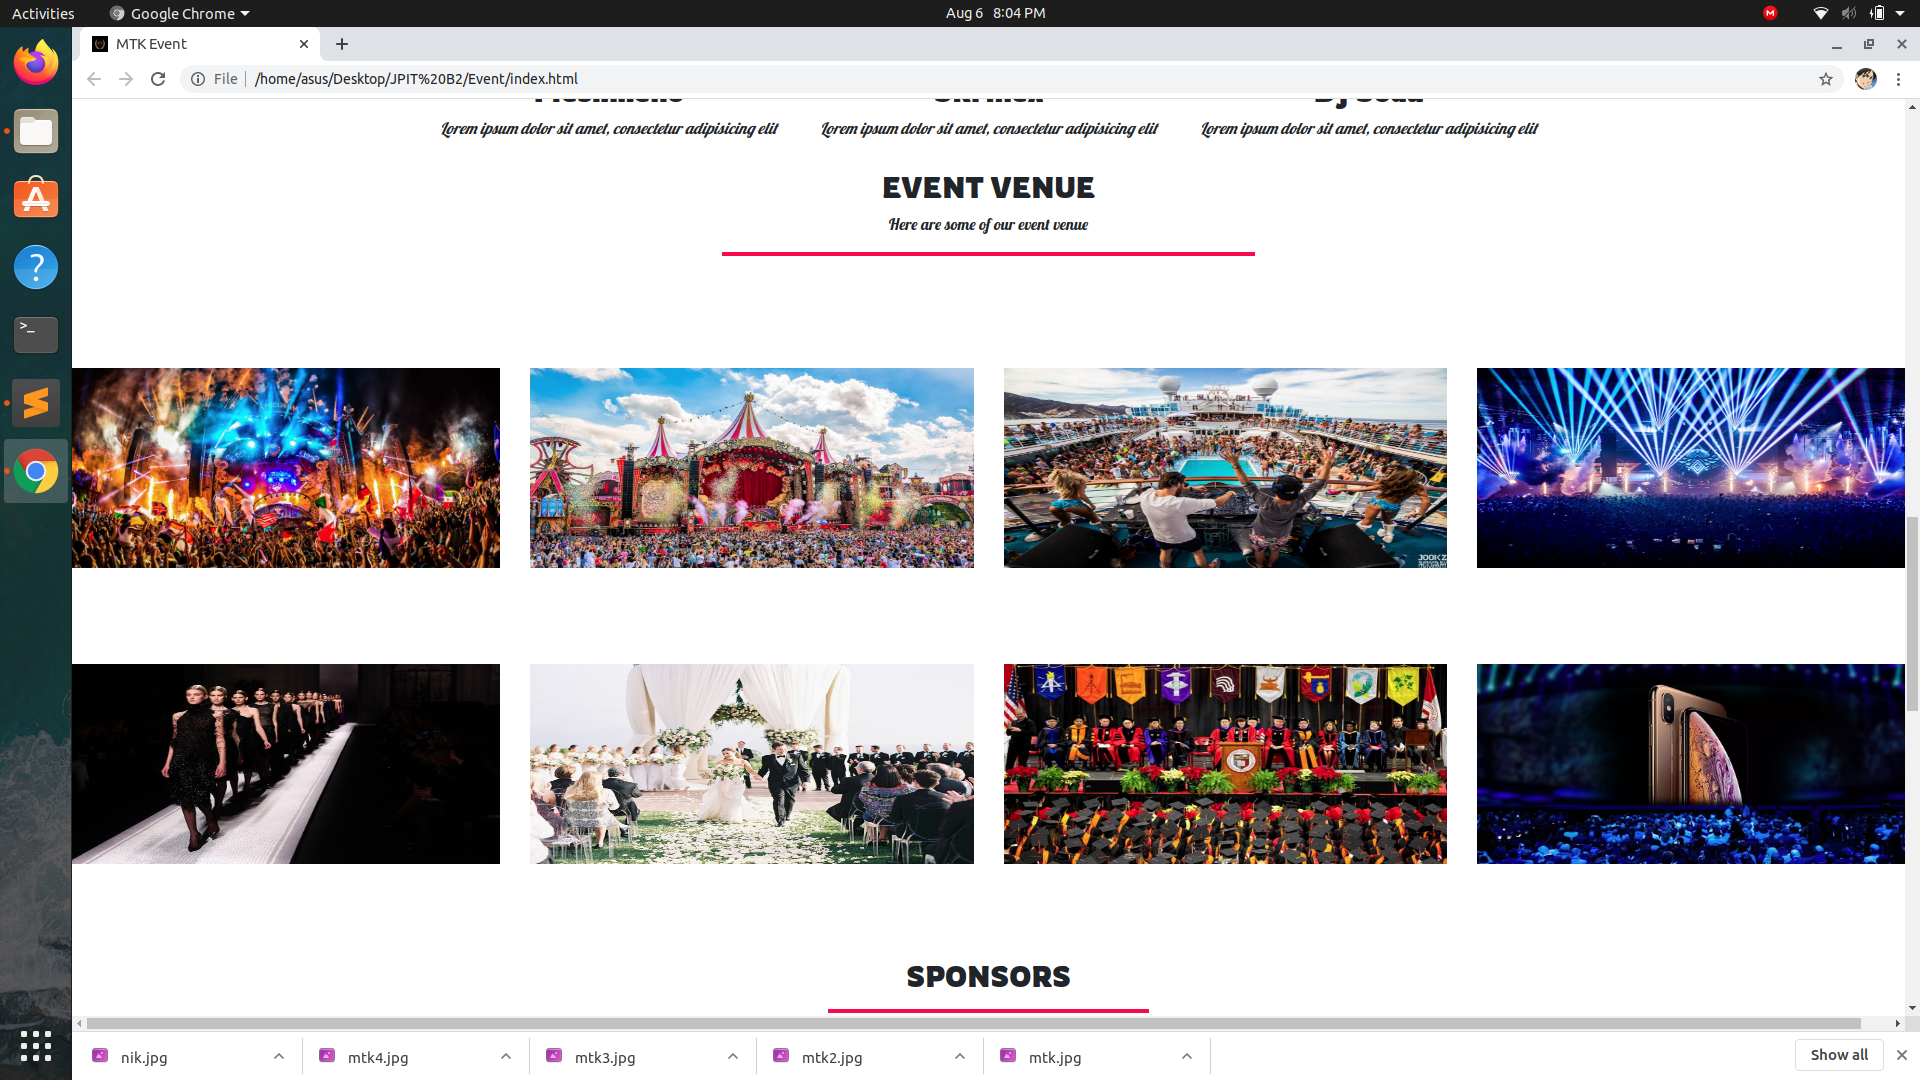 Activities
Google Chrome
Aug 6 8:04 PM
MTK Event
File
/home/asus/Desktop/JPIT%20B2/Event/index.html
Lorem ipsum dolor sit amet, consectetur adipisicing elit
Lorem ipsum dolor sit amet, consectetur adipisicing elit
Lorem ipsum dolor sit amet, consectetur adipisicing elit
EVENT VENUE
Here are some of our event venue
JOOKZ
PHOTOGRAPHY
SPONSORS
nik.jpg
mtk4.jpg
mtk3.jpg
mtk2.jpg
mtk.jpg
Show all